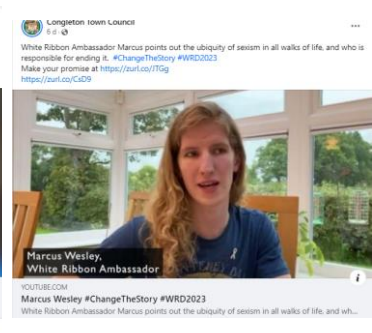 Congleton Town Council
6 d
White Ribbon Ambassador Marcus points out the ubiquity of sexism in all walks of life, and who is
responsible for ending it. #ChangeTheStory #WRD2023
Make your promise at https://zurl.co/JTGg
https://zurl.co/CsD9
Marcus Wesley,
White Ribbon Ambassador
YOUTUBE.COM
Marcus Wesley #ChangeTheStory #WRD2023
White Ribbon Ambassador Marcus points out the ubiquity of sexism in all walks of life, and wh...